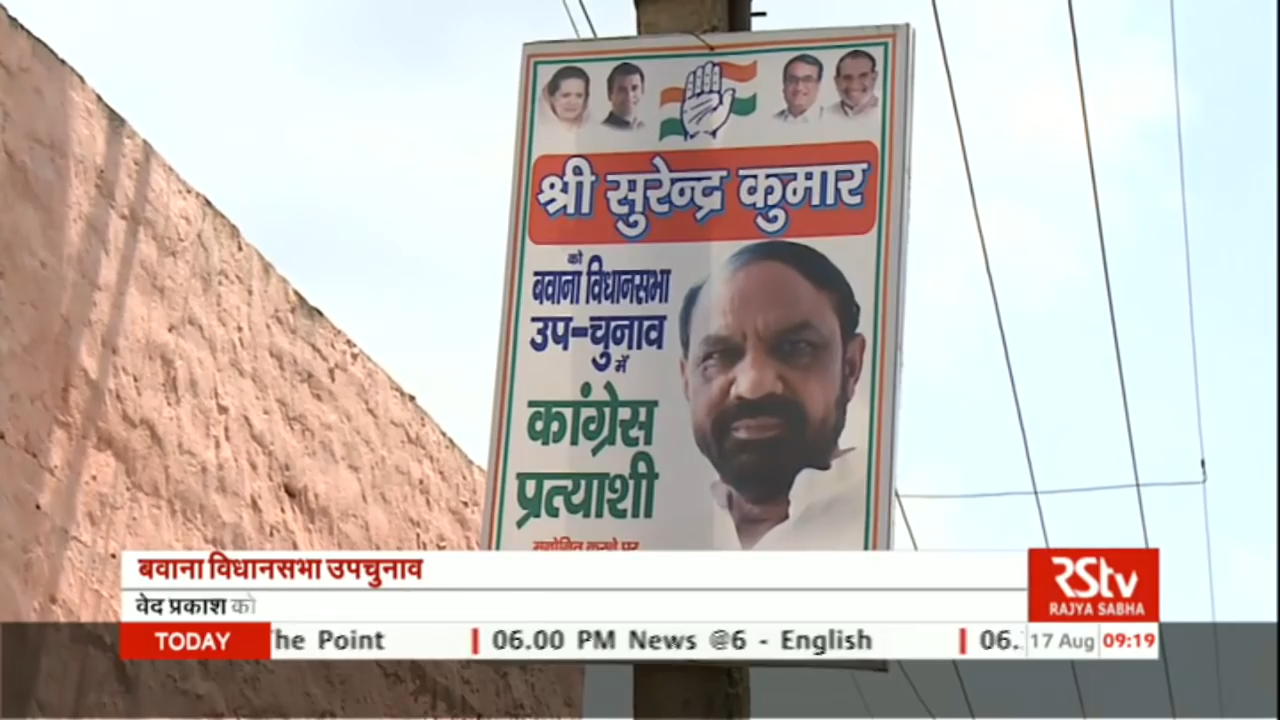 श्री सुरेन्द्र कुमार
को
बवाना विधानसभा
उप-चुनाव
में
कांग्रेस
प्रत्याशी
बवाना विधानसभा उपचुनाव
वेद प्रकाश को
RStv
RAJYA SABHA
TODAY
The Point
06.00 PM News @6 - English
06.
17 Aug
09:19